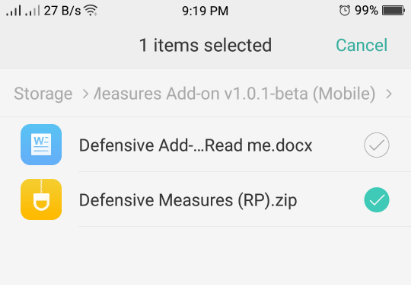 27 B/s 9:19 PM 99%
1 items selected Cancel
Storage > Measures Add-on v1.0.1-beta (Mobile) >
W Defensive Add-...Read me.docx
Defensive Measures (RP).zip